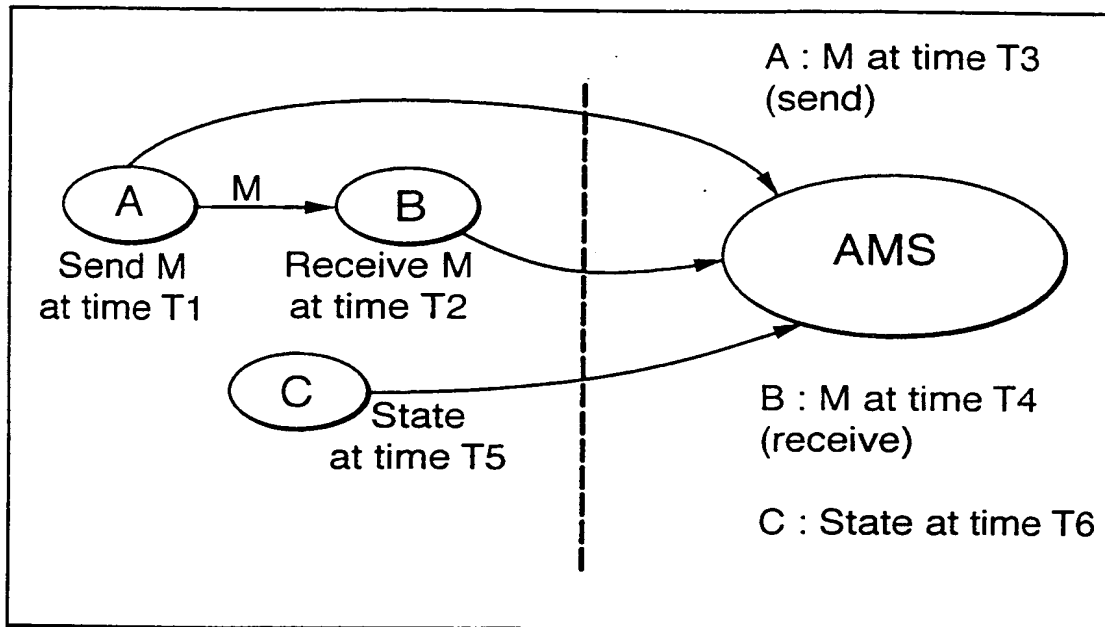 A : M at time T3
(send)
A
M
B
AMS
Send M
at time T1
Receive M
at time T2
C
State
at time T5
B : M at time T4
(receive)
C : State at time T6